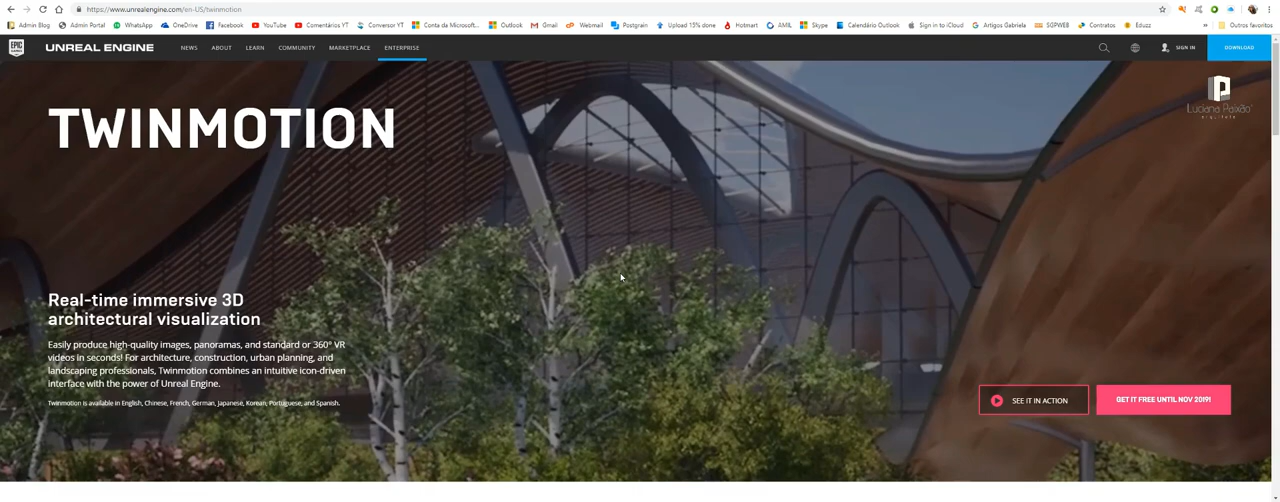 https://www.unrealengine.com/en-US/twinmotion
Admin Blog Admin Portal WhatsApp OneDrive Facebook YouTube Comentários YT Conversor YT Conta da Microsoft... Outlook Gmail Webmail Postgrain Upload 15% done Hotmart AMIL Skype Calendário Outlook Sign in to iCloud Artigos Gabriela SGPWEB Contratos Eduzz » Outros favoritos
EPIC GAMES UNREAL ENGINE NEWS ABOUT LEARN COMMUNITY MARKETPLACE ENTERPRISE SIGN IN DOWNLOAD
Luciana Paixão
arquiteta
TWINMOTION
Real-time immersive 3D
architectural visualization
Easily produce high-quality images, panoramas, and standard or 360° VR
videos in seconds! For architecture, construction, urban planning, and
landscaping professionals, Twinmotion combines an intuitive icon-driven
interface with the power of Unreal Engine.
Twinmotion is available in English, Chinese, French, German, Japanese, Korean, Portuguese, and Spanish.
SEE IT IN ACTION GET IT FREE UNTIL NOV 2019!